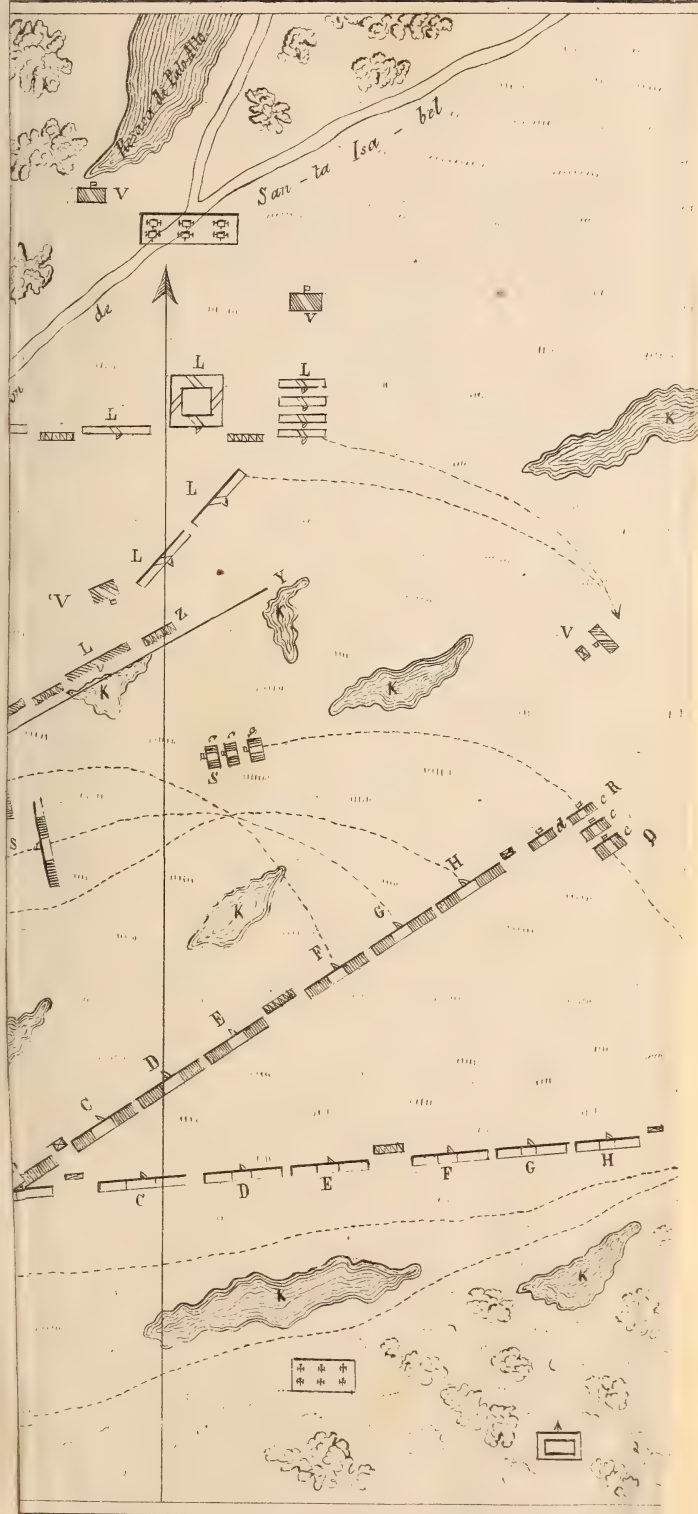 Resaca de Palo Alto.
San-ta Isa-bel
V
de
V
L
L
L
K
L
L
V
Y
K
Z
L
K
V
K
S
S
c R
c
d
c
Q
H
K
G
F
E
D
C
C
D
E
F
G
H
K
K